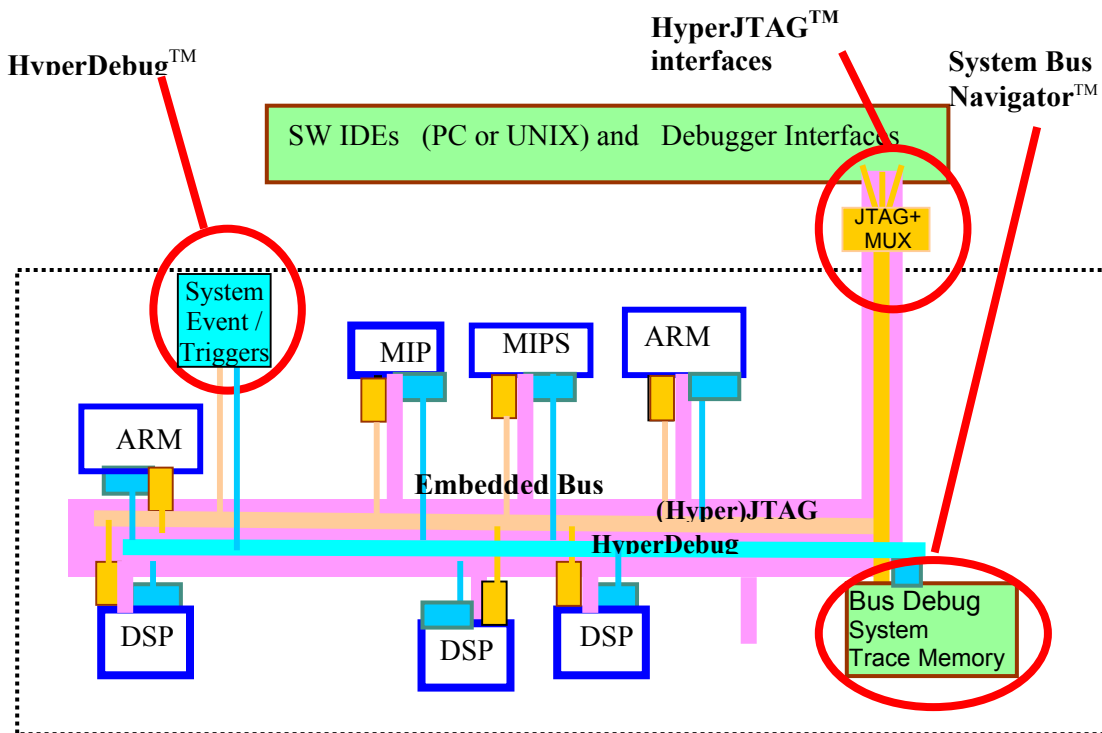 HyperDebug™
HyperJTAG™
interfaces
System Bus
Navigator™
SW IDEs (PC or UNIX) and Debugger Interfaces
JTAG+
MUX
System
Event /
Triggers
MIP
MIPS
ARM
ARM
Embedded Bus
(Hyper)JTAG
HyperDebug
DSP
DSP
DSP
Bus Debug
System
Trace Memory